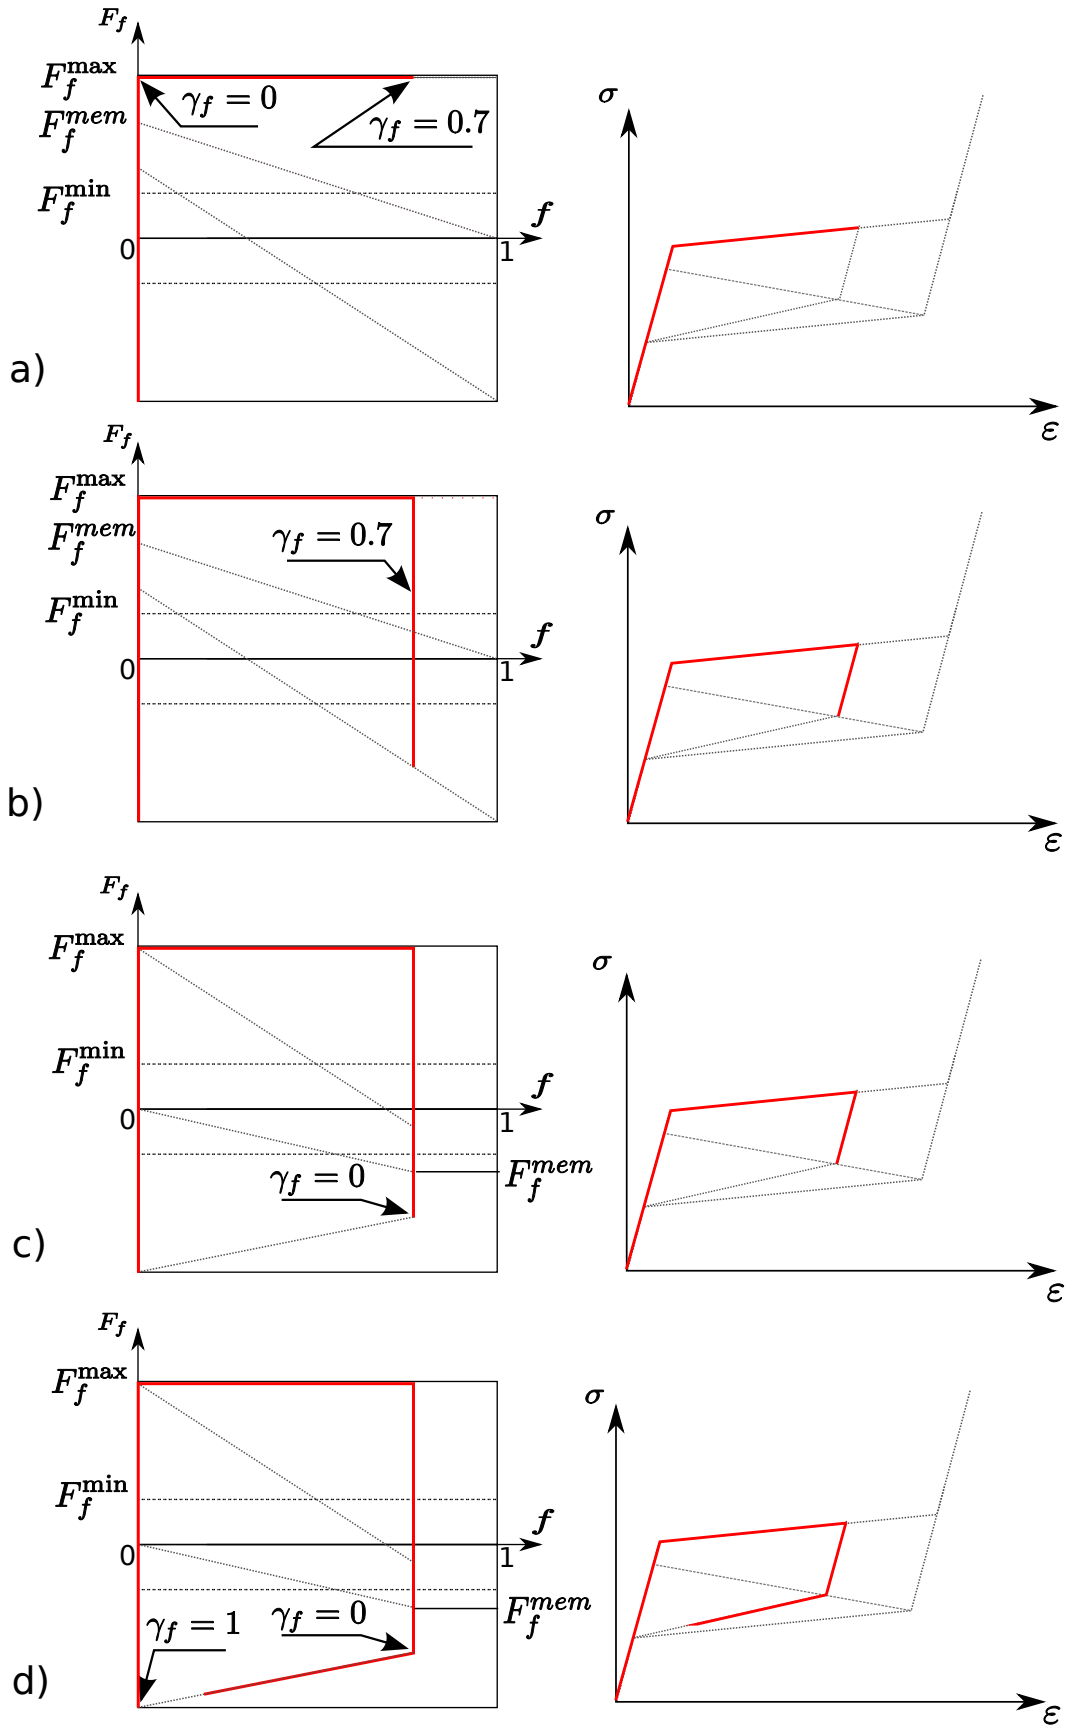 F_f
F_f^max
γ_f = 0
σ
F_f^mem
γ_f = 0.7
F_f^min
f
0
1
a)
ε
F_f
F_f^max
σ
F_f^mem
γ_f = 0.7
F_f^min
f
0
1
b)
ε
F_f
F_f^max
σ
F_f^min
f
0
1
γ_f = 0
F_f^mem
c)
ε
F_f
F_f^max
σ
F_f^min
f
0
1
γ_f = 1
γ_f = 0
F_f^mem
d)
ε